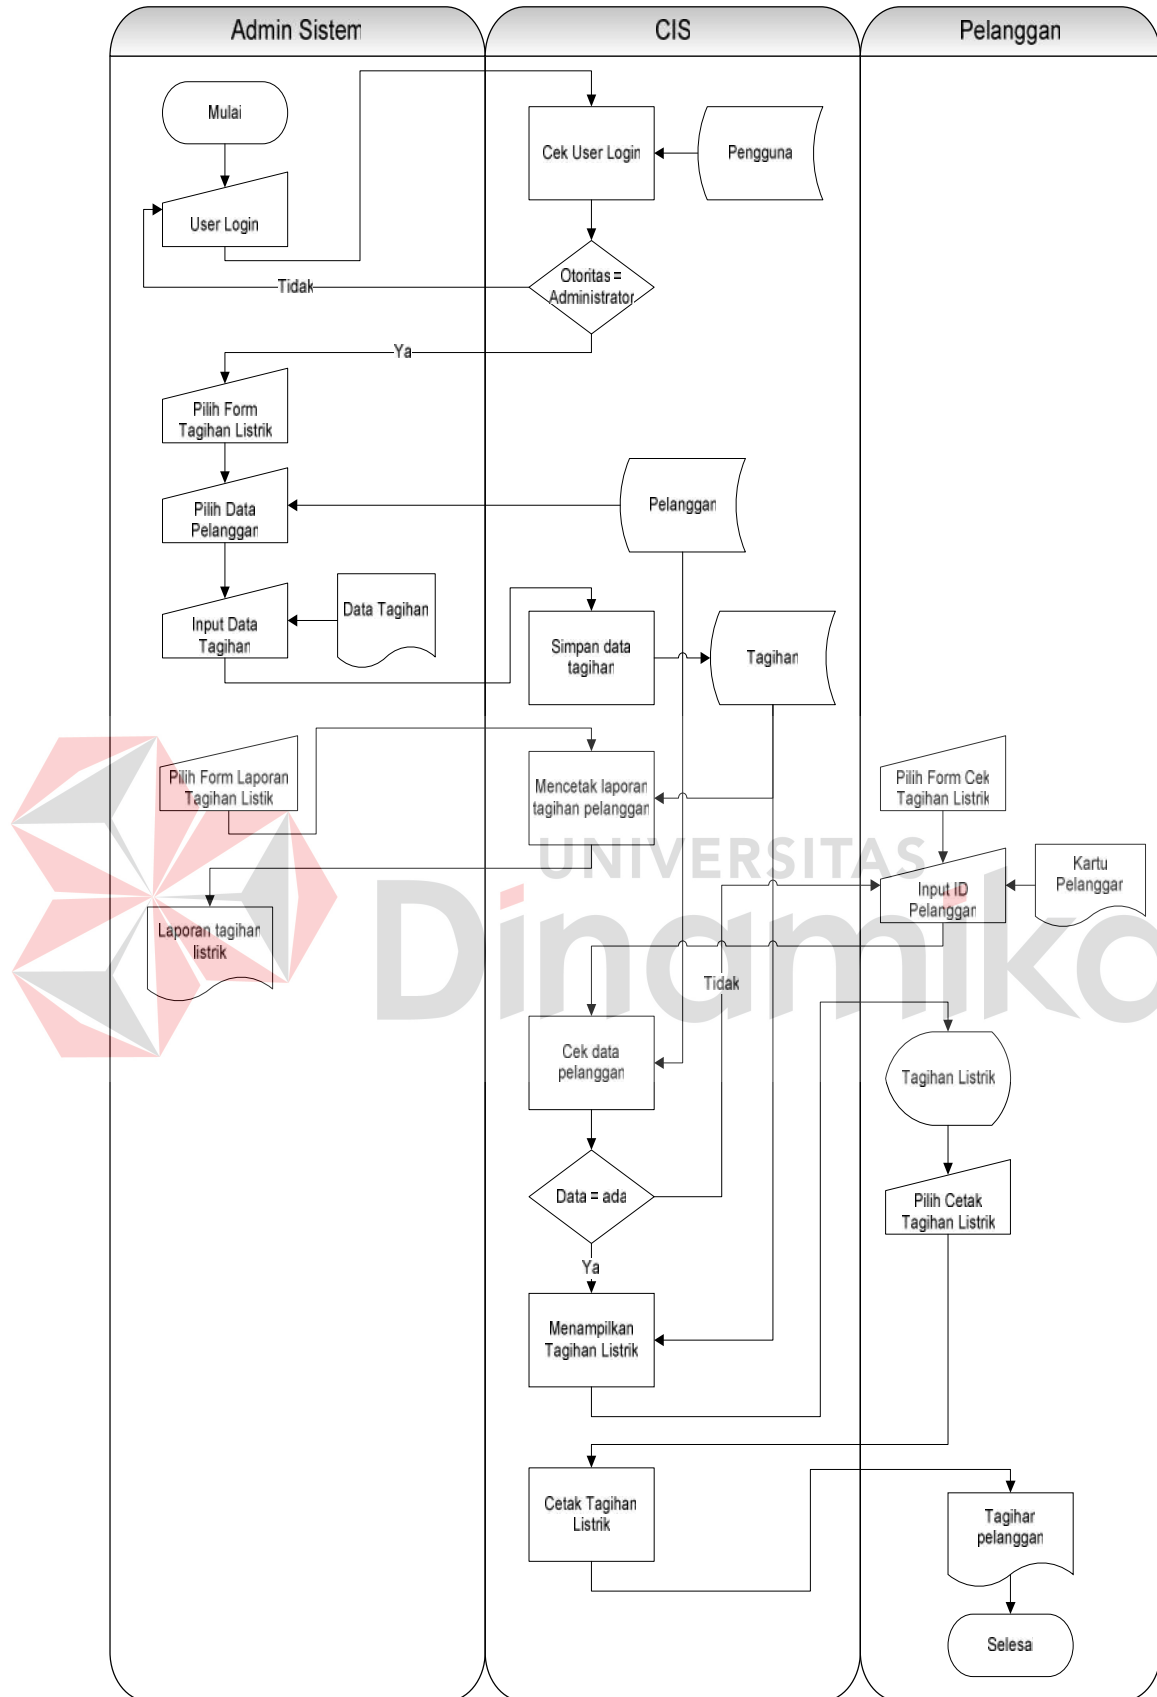 Admin Sistem
CIS
Pelanggan
Mulai
Cek User Login
Pengguna
User Login
Otoritas =
Administrator
Tidak
Ya
Pilih Form
Tagihan Listrik
Pilih Data
Pelanggan
Pelanggan
Input Data
Tagihan
Data Tagihan
Simpan data
tagihan
Tagihan
Pilih Form Laporan
Tagihan Listik
Mencetak laporan
tagihan pelanggan
Pilih Form Cek
Tagihan Listrik
UNIVERSITAS
Dinamika
Input ID
Pelanggan
Kartu
Pelanggar
Laporan tagihan
listrik
Tidak
Cek data
pelanggan
Tagihan Listrik
Data = ada
Pilih Cetak
Tagihan Listrik
Ya
Menampilkan
Tagihan Listrik
Cetak Tagihan
Listrik
Tagihar
pelanggan
Selesai